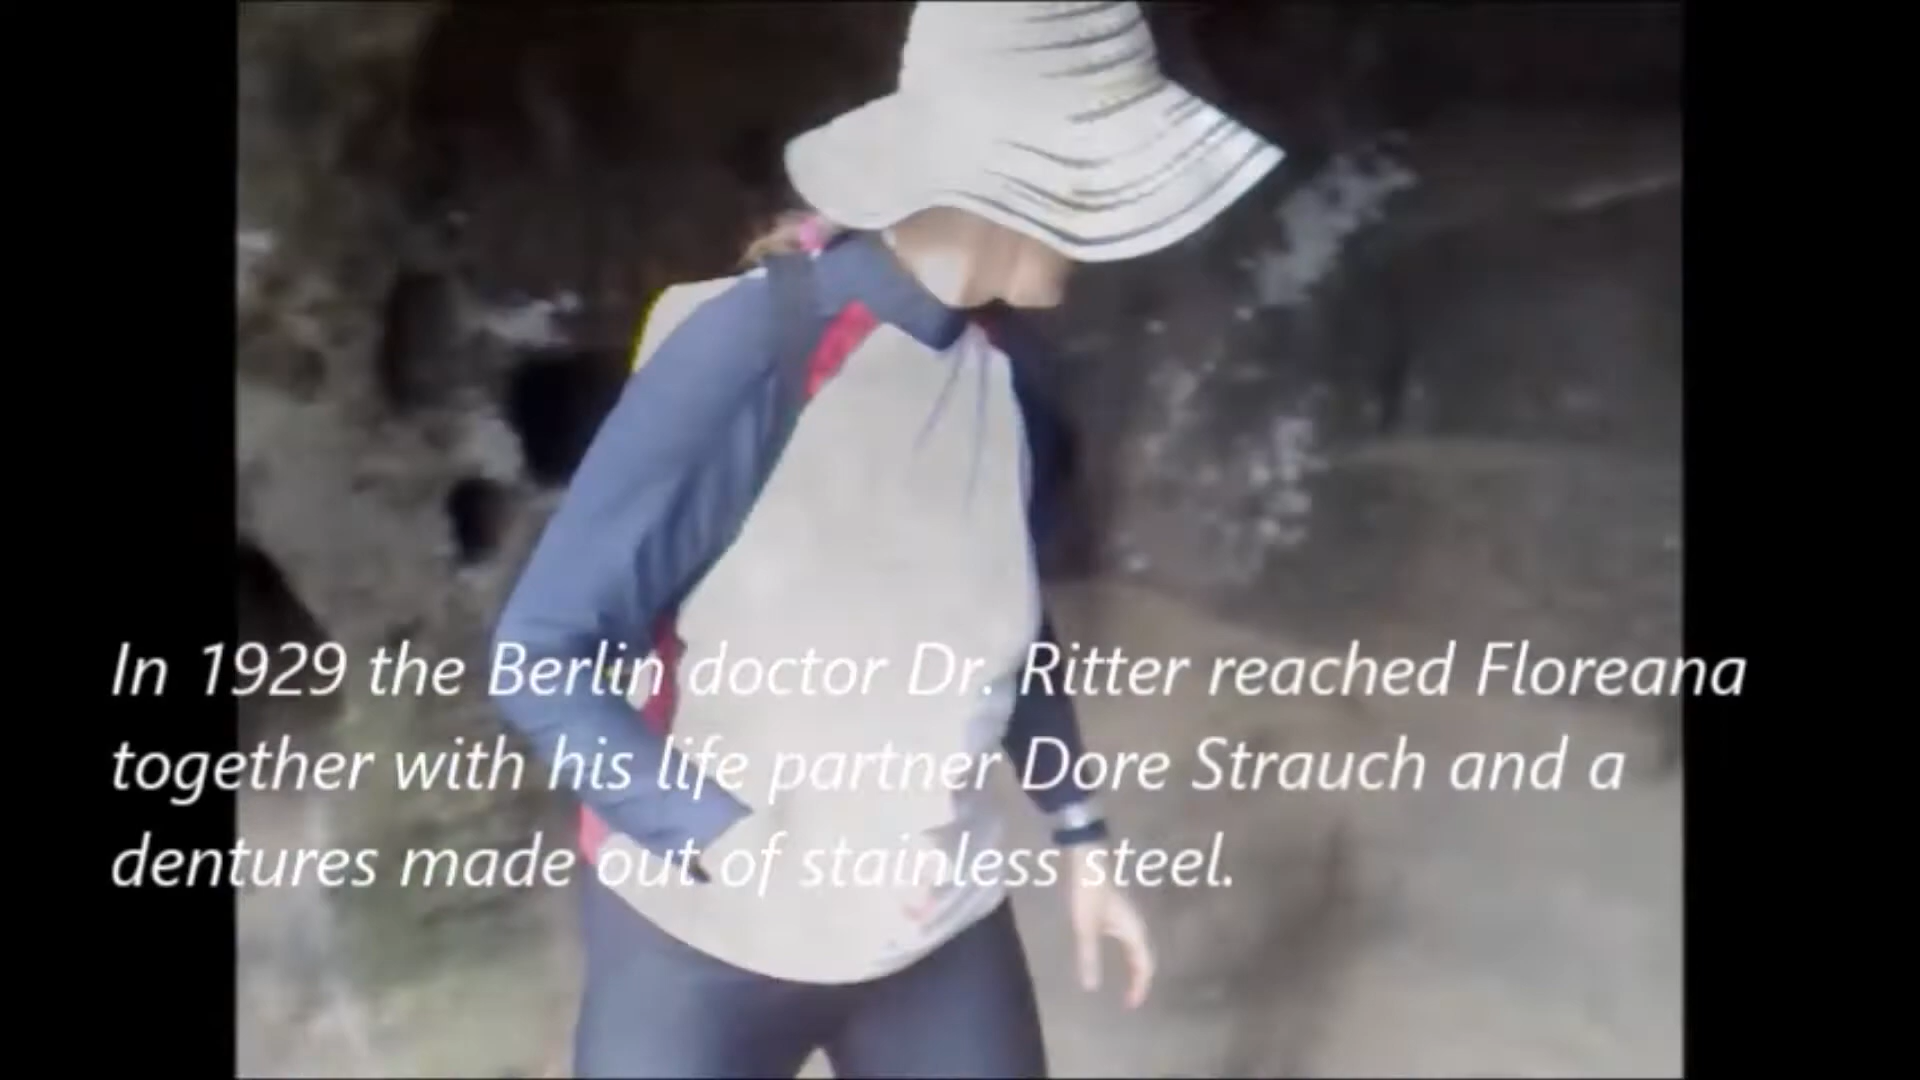 In 1929 the Berlin doctor Dr. Ritter reached Floreana
together with his life partner Dore Strauch and a
dentures made out of stainless steel.